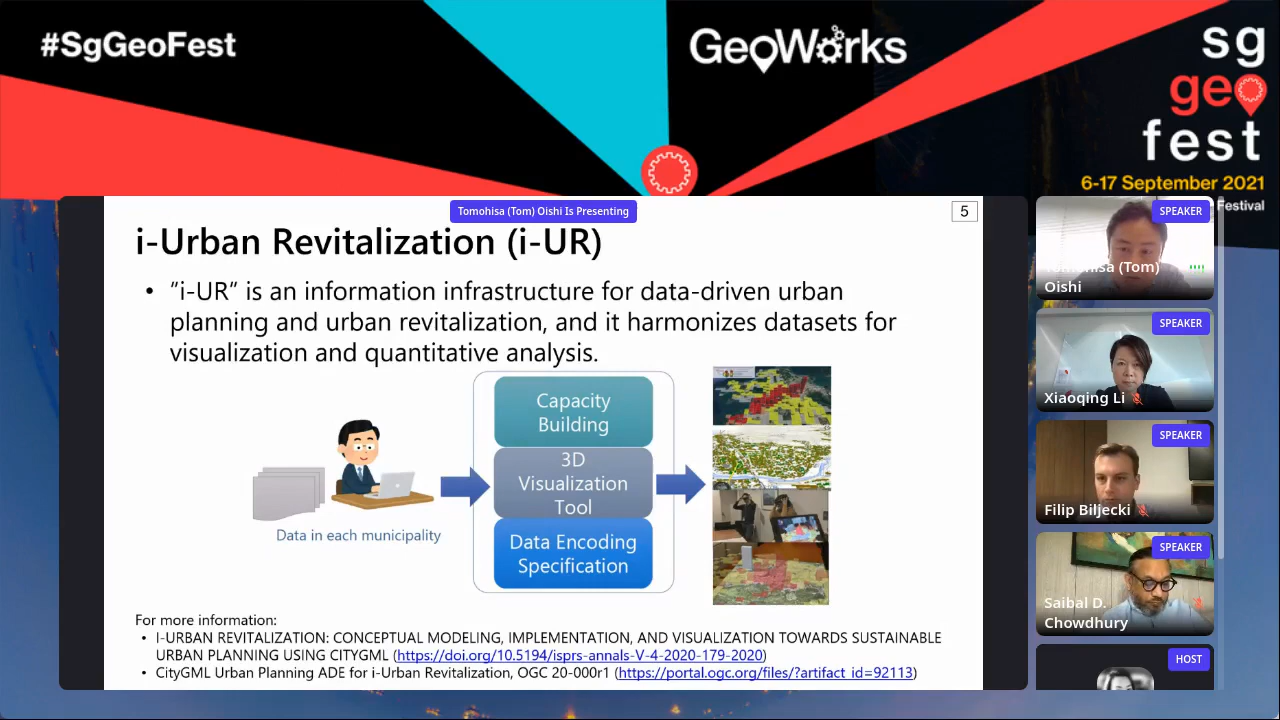 #SgGeoFest
GeoWorks
sg
geo
fest
6-17 September 2021
Festival
Tomohisa (Tom) Oishi Is Presenting
5
i-Urban Revitalization (i-UR)
• "i-UR" is an information infrastructure for data-driven urban
planning and urban revitalization, and it harmonizes datasets for
visualization and quantitative analysis.
Data in each municipality
Capacity
Building
3D
Visualization
Tool
Data Encoding
Specification
For more information:
• I-URBAN REVITALIZATION: CONCEPTUAL MODELING, IMPLEMENTATION, AND VISUALIZATION TOWARDS SUSTAINABLE
URBAN PLANNING USING CITYGML (https://doi.org/10.5194/isprs-annals-V-4-2020-179-2020)
• CityGML Urban Planning ADE for i-Urban Revitalization, OGC 20-000r1 (https://portal.ogc.org/files/?artifact_id=92113)
SPEAKER
Tomohisa (Tom)
Oishi
SPEAKER
Xiaoqing Li
SPEAKER
Filip Biljecki
SPEAKER
Saibal D.
Chowdhury
HOST